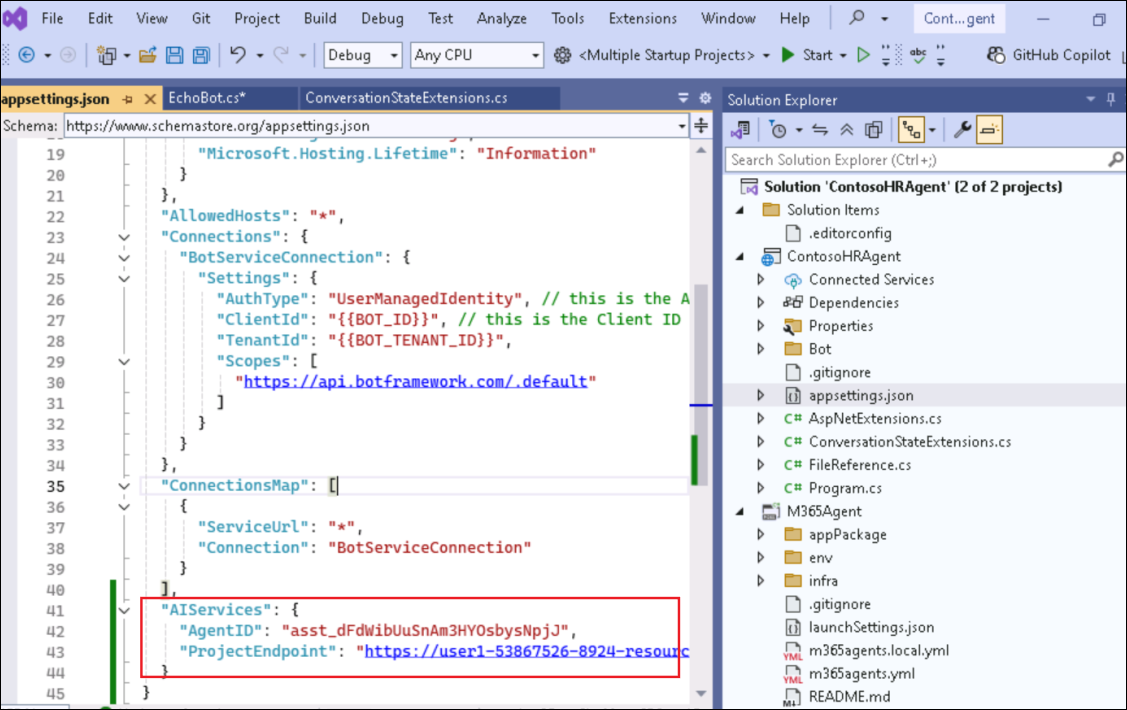 File Edit View Git Project Build Debug Test Analyze Tools Extensions Window Help Cont...gent
Debug Any CPU <Multiple Startup Projects> Start abc GitHub Copilot
appsettings.json EchoBot.cs* ConversationStateExtensions.cs
Schema: https://www.schemastore.org/appsettings.json
19 "Microsoft.Hosting.Lifetime": "Information"
20 }
21 },
22 "AllowedHosts": "*",
23 "Connections": {
24 "BotServiceConnection": {
25 "Settings": {
26 "AuthType": "UserManagedIdentity", // this is the A
27 "ClientId": "{{BOT_ID}}", // this is the Client ID
28 "TenantId": "{{BOT_TENANT_ID}}",
29 "Scopes": [
30 "https://api.botframework.com/.default"
31 ]
32 }
33 }
34 },
35 "ConnectionsMap": [
36 {
37 "ServiceUrl": "*",
38 "Connection": "BotServiceConnection"
39 }
40 ],
41 "AIServices": {
42 "AgentID": "asst_dFdWibUuSnAm3HYOsbysNpjJ",
43 "ProjectEndpoint": "https://user1-53867526-8924-resourc
44 }
45 }
Solution Explorer
Search Solution Explorer (Ctrl+;)
Solution 'ContosoHRAgent' (2 of 2 projects)
Solution Items
.editorconfig
ContosoHRAgent
Connected Services
Dependencies
Properties
Bot
.gitignore
appsettings.json
C# AspNetExtensions.cs
C# ConversationStateExtensions.cs
C# FileReference.cs
C# Program.cs
M365Agent
appPackage
env
infra
.gitignore
launchSettings.json
YML m365agents.local.yml
YML m365agents.yml
M↓ README.md